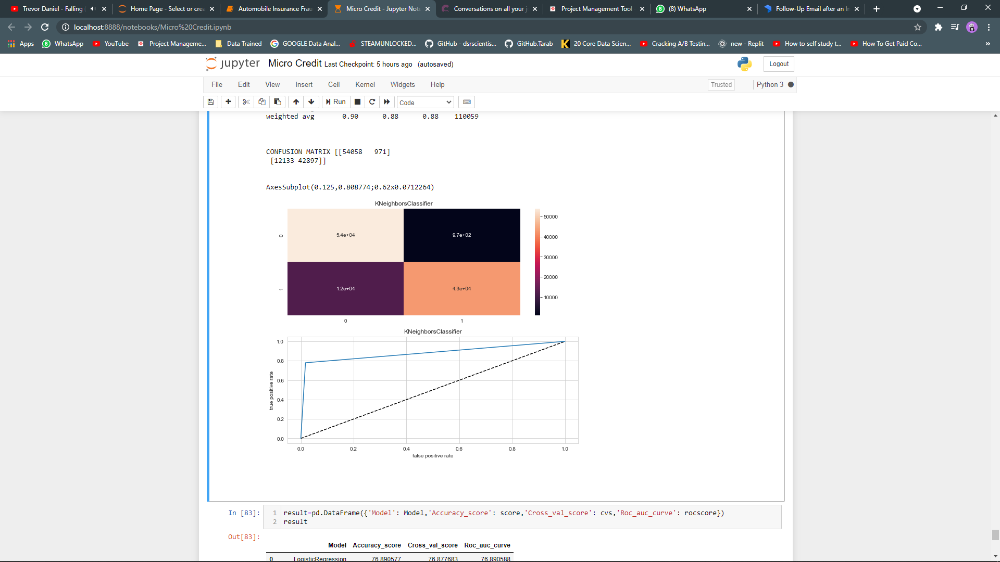 Trevor Daniel - Falling
Home Page - Select or crea
Automobile Insurance Frau
Micro Credit - Jupyter Note
Conversations on all your j
Project Management Tool
(8) WhatsApp
Follow-Up Email after an In
localhost:8888/notebooks/Micro%20Credit.ipynb
Apps WhatsApp YouTube Project Manageme... Data Trained GOOGLE Data Anal... STEAMUNLOCKED... GitHub - dsrscientis... GitHub.Tarab 20 Core Data Scien... Cracking A/B Testin... new - Replit How to self study t... How To Get Paid Co... »
jupyter Micro Credit Last Checkpoint: 5 hours ago (autosaved) Logout
File Edit View Insert Cell Kernel Widgets Help Trusted Python 3
Run Code
weighted avg 0.90 0.88 0.88 110059
CONFUSION MATRIX [[54058 971]
[12133 42897]]
AxesSubplot(0.125,0.808774;0.62x0.0712264)
KNeighborsClassifier
5.4e+04 9.7e+02
1.2e+04 4.3e+04
0
1
0 1
50000
40000
30000
20000
10000
KNeighborsClassifier
true positive rate
1.0
0.8
0.6
0.4
0.2
0.0
0.0 0.2 0.4 0.6 0.8 1.0
false positive rate
In [83]:
1 result=pd.DataFrame({'Model': Model,'Accuracy_score': score,'Cross_val_score': cvs,'Roc_auc_curve': rocscore})
2 result
Out[83]:
Model Accuracy_score Cross_val_score Roc_auc_curve
0 LogisticRegression 76.890577 76.877683 76.890588